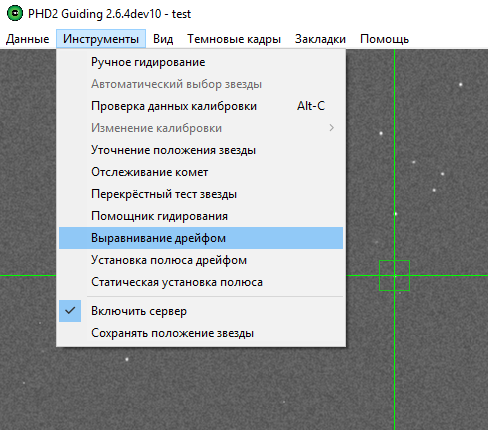 PHD2 Guiding 2.6.4dev10 - test
Данные Инструменты Вид Темновые кадры Закладки Помощь
Ручное гидирование
Автоматический выбор звезды
Проверка данных калибровки Alt-C
Изменение калибровки
Уточнение положения звезды
Отслеживание комет
Перекрёстный тест звезды
Помощник гидирования
Выравнивание дрейфом
Установка полюса дрейфом
Статическая установка полюса
Включить сервер
Сохранять положение звезды